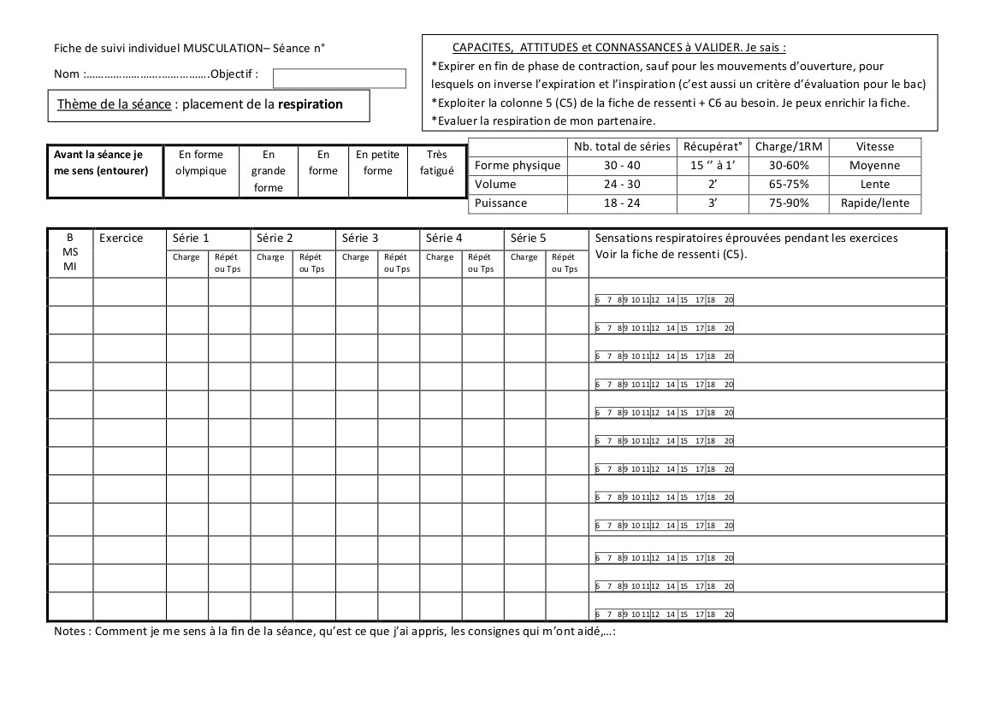 Fiche de suivi individuel MUSCULATION– Séance n°
Nom :……………………..…………….Objectif :
Thème de la séance : placement de la respiration
CAPACITES, ATTITUDES et CONNASSANCES à VALIDER. Je sais :
*Expirer en fin de phase de contraction, sauf pour les mouvements d’ouverture, pour
lesquels on inverse l’expiration et l’inspiration (c’est aussi un critère d’évaluation pour le bac)
*Exploiter la colonne 5 (C5) de la fiche de ressenti + C6 au besoin. Je peux enrichir la fiche.
*Evaluer la respiration de mon partenaire.
Avant la séance je me sens (entourer) En forme olympique En grande forme En forme En petite forme Très fatigué
Nb. total de séries Récupérat° Charge/1RM Vitesse
Forme physique 30 - 40 15 ‘’ à 1’ 30-60% Moyenne
Volume 24 - 30 2’ 65-75% Lente
Puissance 18 - 24 3’ 75-90% Rapide/lente
B MS MI Exercice Série 1 Série 2 Série 3 Série 4 Série 5 Sensations respiratoires éprouvées pendant les exercices
Voir la fiche de ressenti (C5).
Charge Répét ou Tps Charge Répét ou Tps Charge Répét ou Tps Charge Répét ou Tps Charge Répét ou Tps
6 7 8 9 10 11 12 14 15 17 18 20
6 7 8 9 10 11 12 14 15 17 18 20
6 7 8 9 10 11 12 14 15 17 18 20
6 7 8 9 10 11 12 14 15 17 18 20
6 7 8 9 10 11 12 14 15 17 18 20
6 7 8 9 10 11 12 14 15 17 18 20
6 7 8 9 10 11 12 14 15 17 18 20
6 7 8 9 10 11 12 14 15 17 18 20
6 7 8 9 10 11 12 14 15 17 18 20
6 7 8 9 10 11 12 14 15 17 18 20
6 7 8 9 10 11 12 14 15 17 18 20
6 7 8 9 10 11 12 14 15 17 18 20
Notes : Comment je me sens à la fin de la séance, qu’est ce que j’ai appris, les consignes qui m’ont aidé,…: